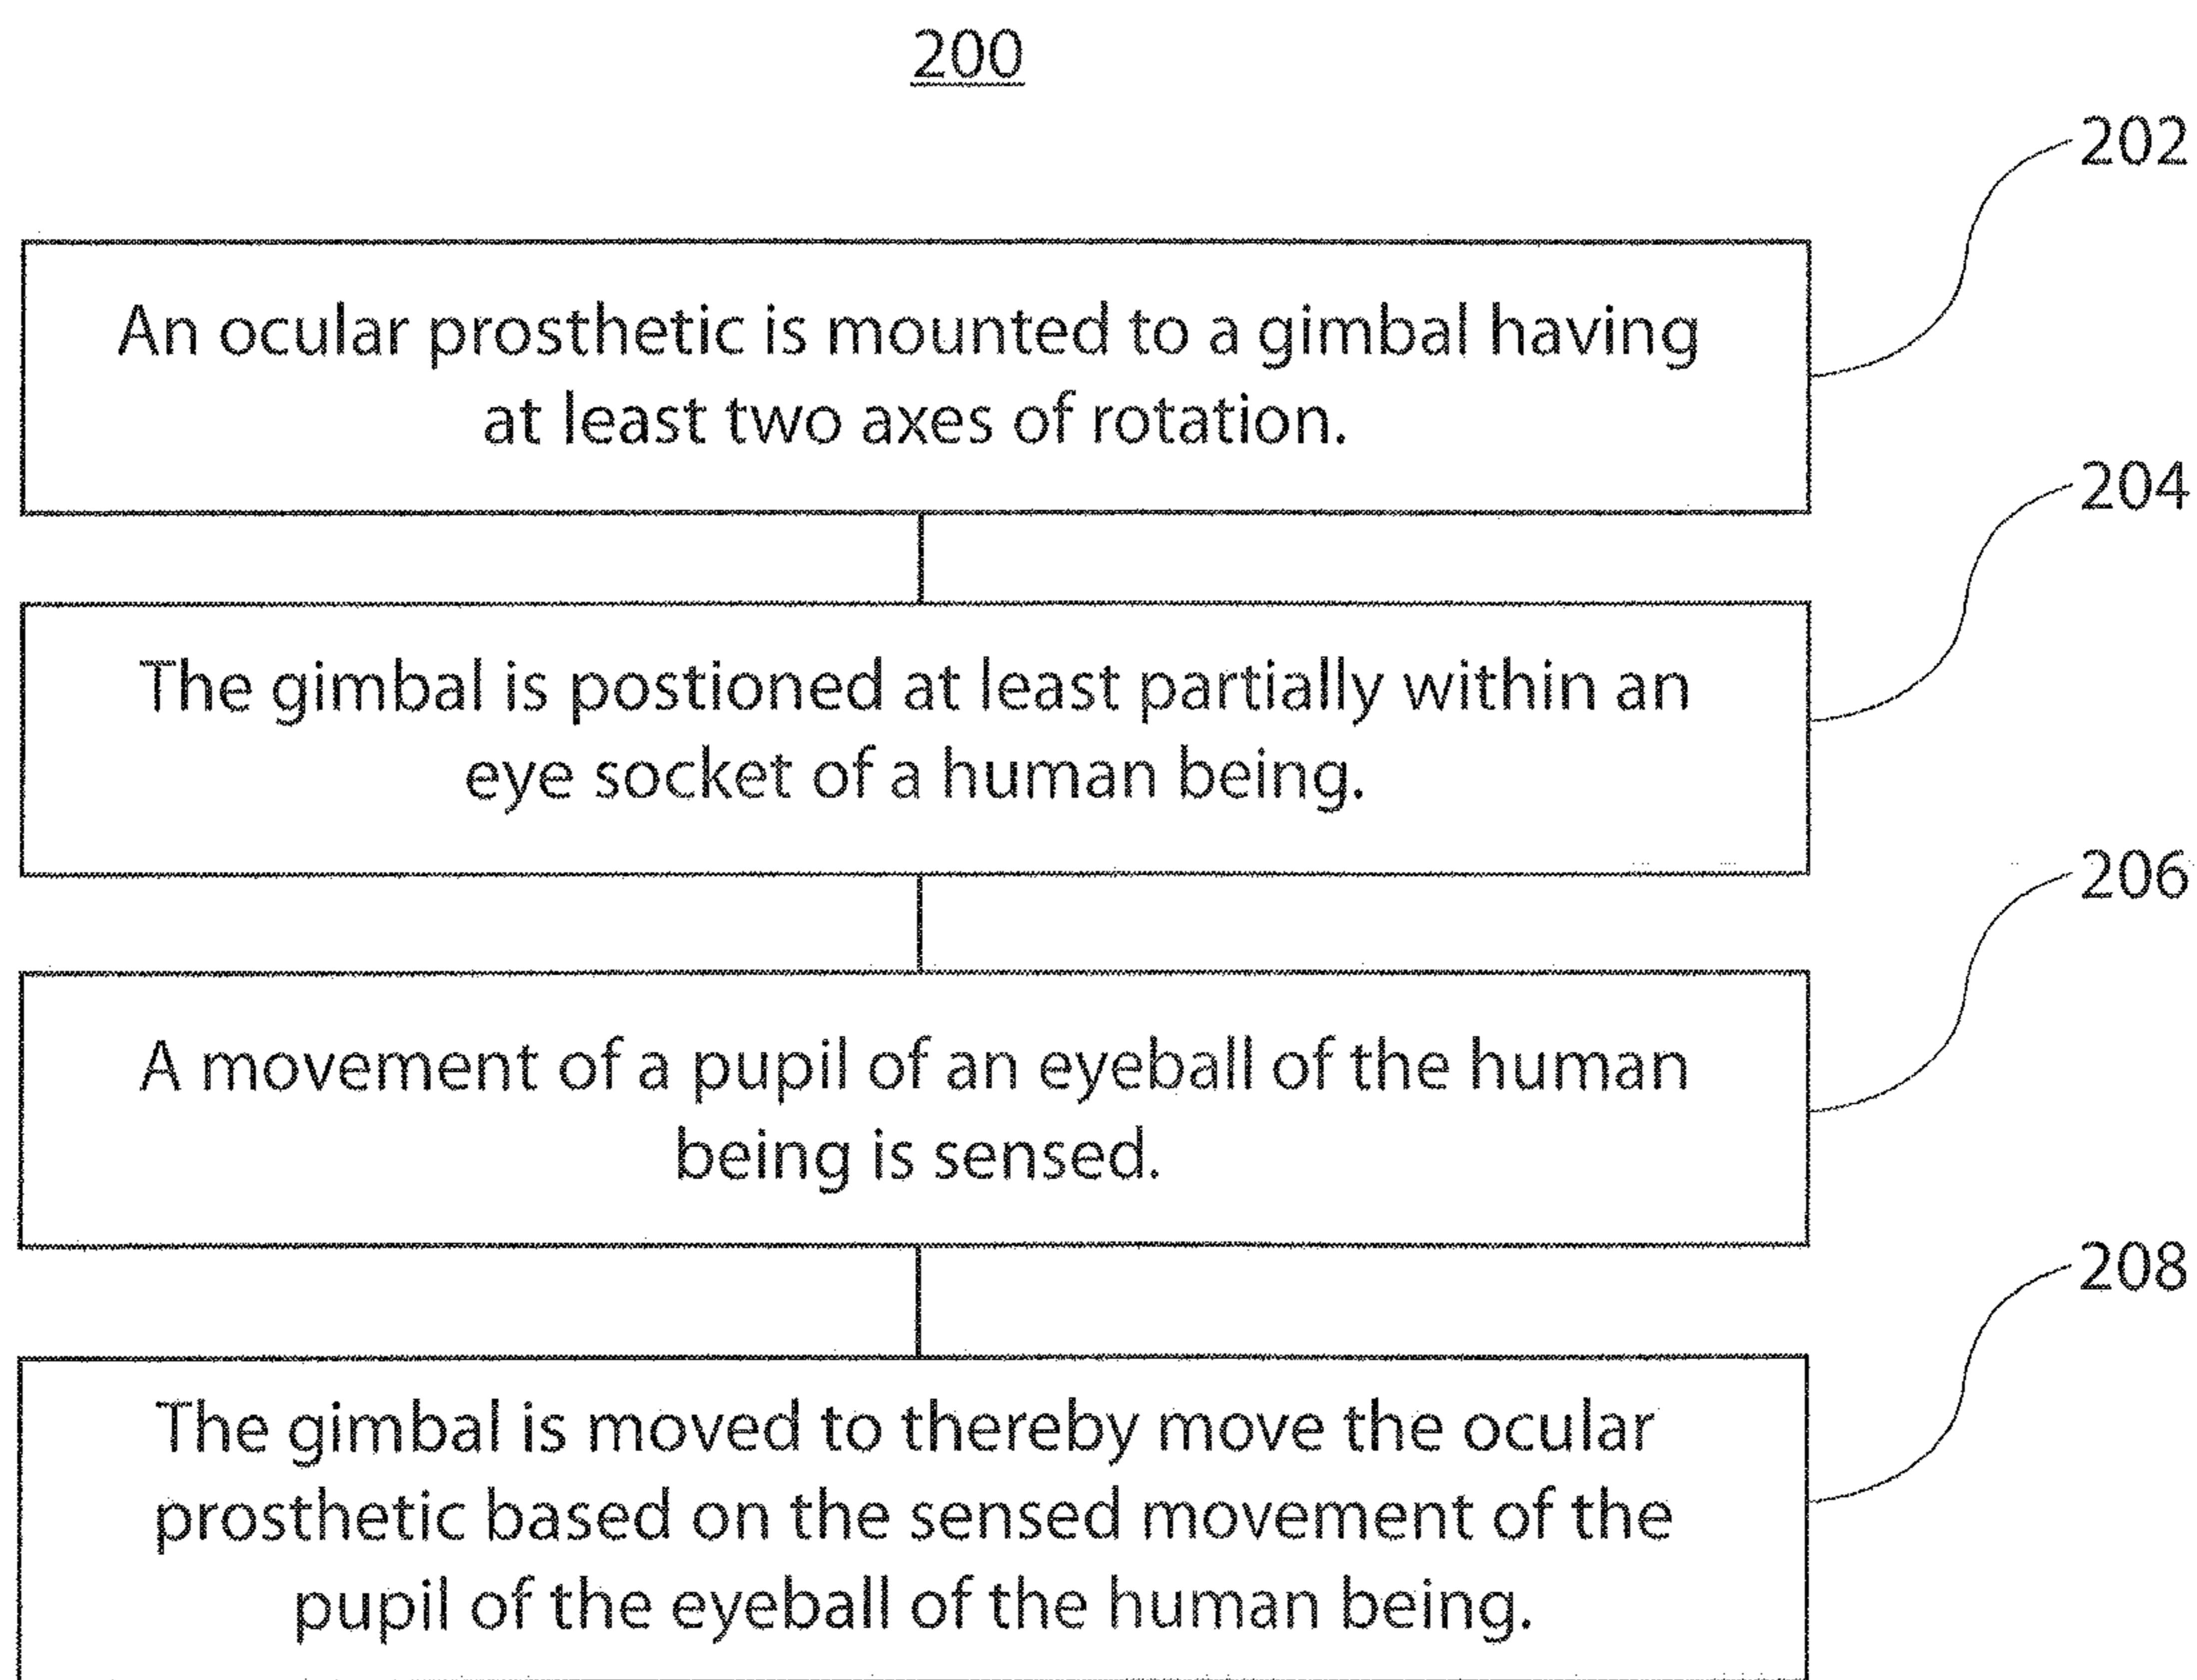 200
202
An ocular prosthetic is mounted to a gimbal having
at least two axes of rotation.
204
The gimbal is postioned at least partially within an
eye socket of a human being.
206
A movement of a pupil of an eyeball of the human
being is sensed.
208
The gimbal is moved to thereby move the ocular
prosthetic based on the sensed movement of the
pupil of the eyeball of the human being.